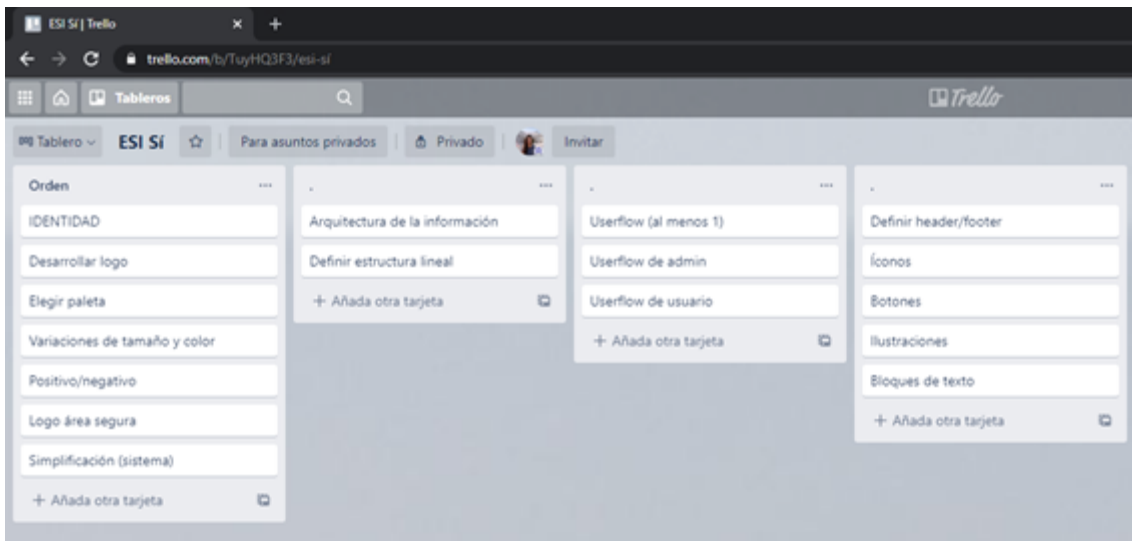 ESI Sí | Trello
trello.com/b/TuyHQ3F3/esi-sí
Tableros
Trello
Tablero
ESI Sí
Para asuntos privados
Privado
Invitar
Orden
IDENTIDAD
Desarrollar logo
Elegir paleta
Variaciones de tamaño y color
Positivo/negativo
Logo área segura
Simplificación (sistema)
+ Añada otra tarjeta
.
Arquitectura de la información
Definir estructura lineal
+ Añada otra tarjeta
.
Userflow (al menos 1)
Userflow de admin
Userflow de usuario
+ Añada otra tarjeta
.
Definir header/footer
Íconos
Botones
Ilustraciones
Bloques de texto
+ Añada otra tarjeta